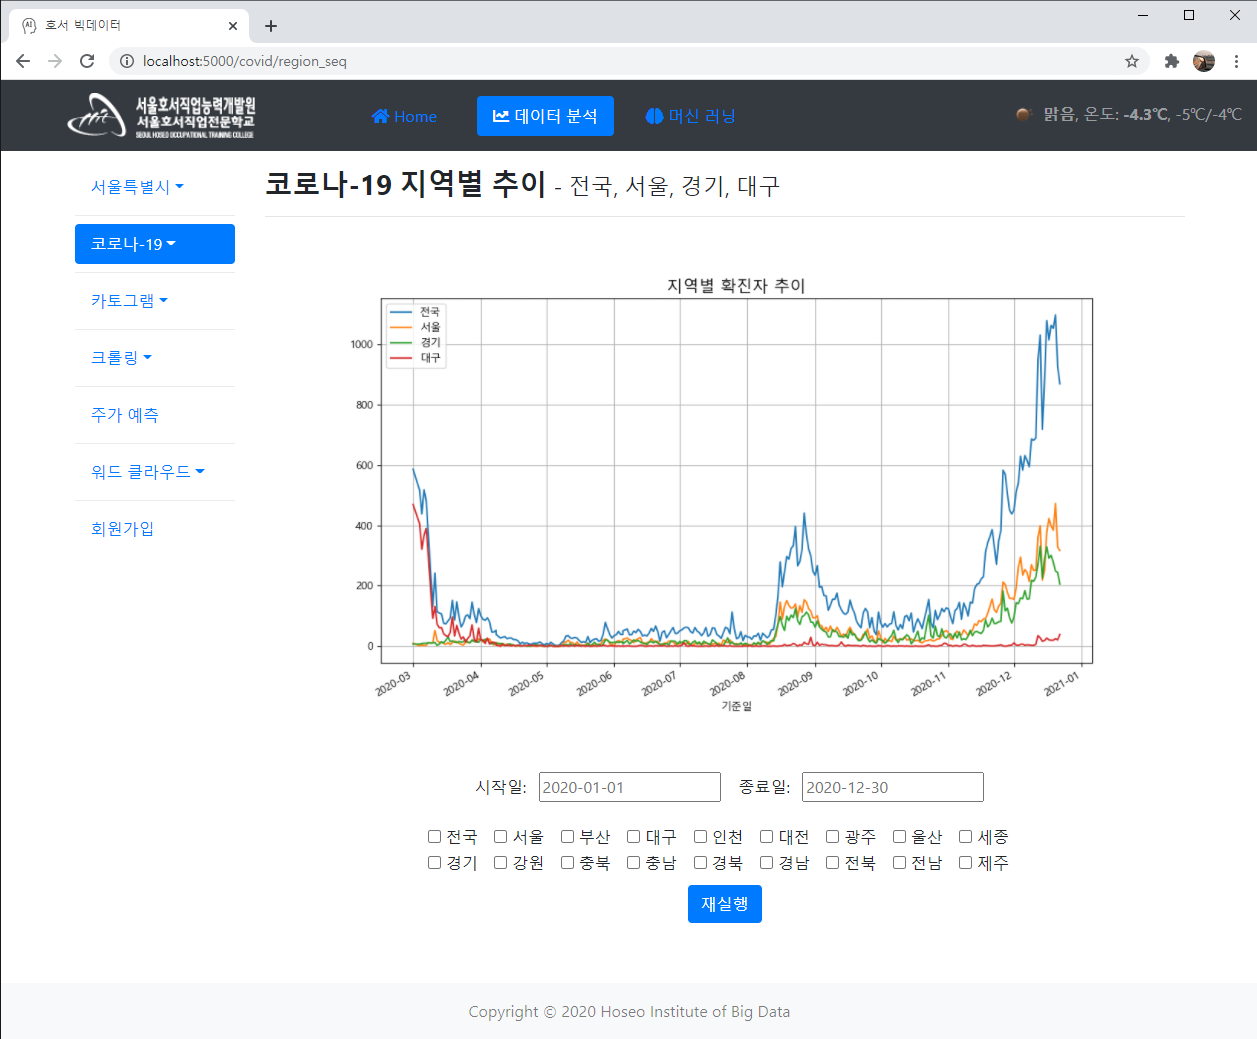 호서 빅데이터
localhost:5000/covid/region_seq
서울호서직업능력개발원
서울호서직업전문학교
SEOUL HOSEO OCCUPATIONAL TRAINING COLLEGE
Home
데이터 분석
머신 러닝
맑음, 온도: -4.3℃, -5℃/-4℃
서울특별시
코로나-19
카토그램
크롤링
주가 예측
워드 클라우드
회원가입
코로나-19 지역별 추이 - 전국, 서울, 경기, 대구
지역별 확진자 추이
전국
서울
경기
대구
1000
800
600
400
200
0
2020-03 2020-04 2020-05 2020-06 2020-07 2020-08 2020-09 2020-10 2020-11 2020-12 2021-01
기준일
시작일: 2020-01-01 종료일: 2020-12-30
전국 서울 부산 대구 인천 대전 광주 울산 세종
경기 강원 충북 충남 경북 경남 전북 전남 제주
재실행
Copyright © 2020 Hoseo Institute of Big Data